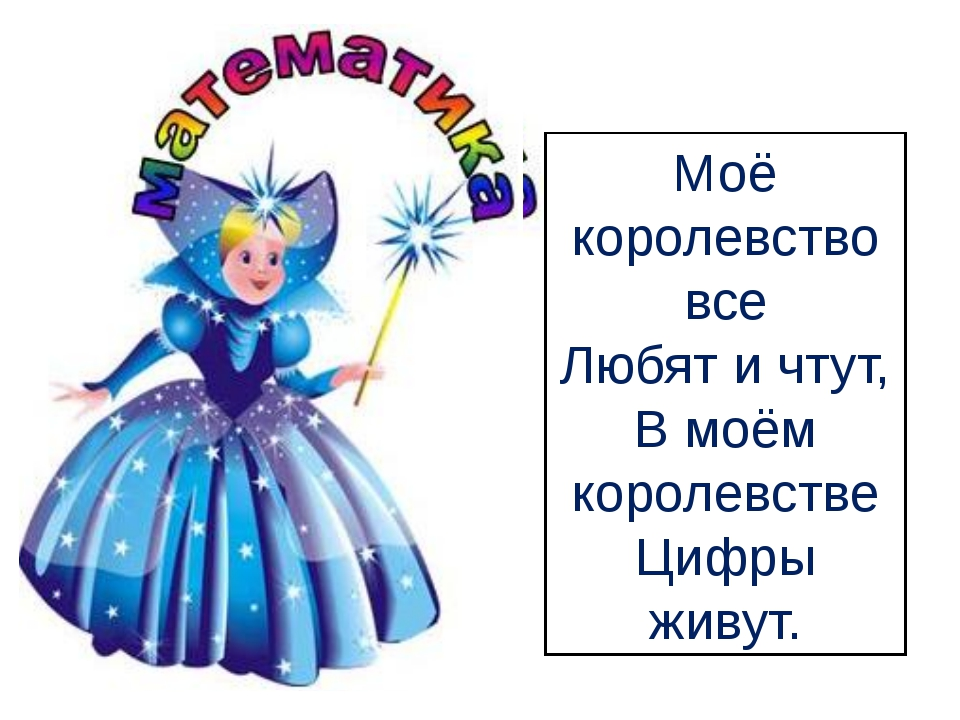 математика
Моё
королевство
все
Любят и чтут,
В моём
королевстве
Цифры
живут.